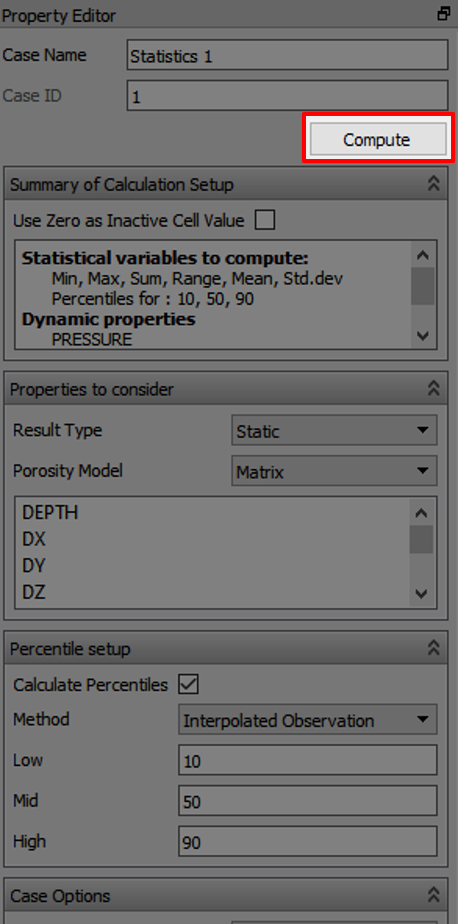 Property Editor
Case Name Statistics 1
Case ID 1
Compute
Summary of Calculation Setup
Use Zero as Inactive Cell Value
Statistical variables to compute:
Min, Max, Sum, Range, Mean, Std.dev
Percentiles for : 10, 50, 90
Dynamic properties
PRESSURE
Properties to consider
Result Type Static
Porosity Model Matrix
DEPTH
DX
DY
DZ
Percentile setup
Calculate Percentiles
Method Interpolated Observation
Low 10
Mid 50
High 90
Case Options